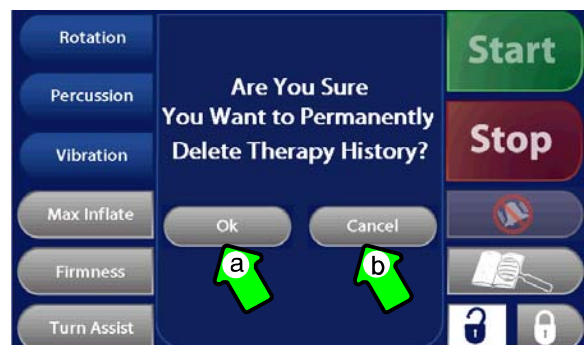 Rotation
Percussion
Vibration
Max Inflate
Firmness
Turn Assist
Are You Sure
You Want to Permanently
Delete Therapy History?
Ok
Cancel
a
b
Start
Stop